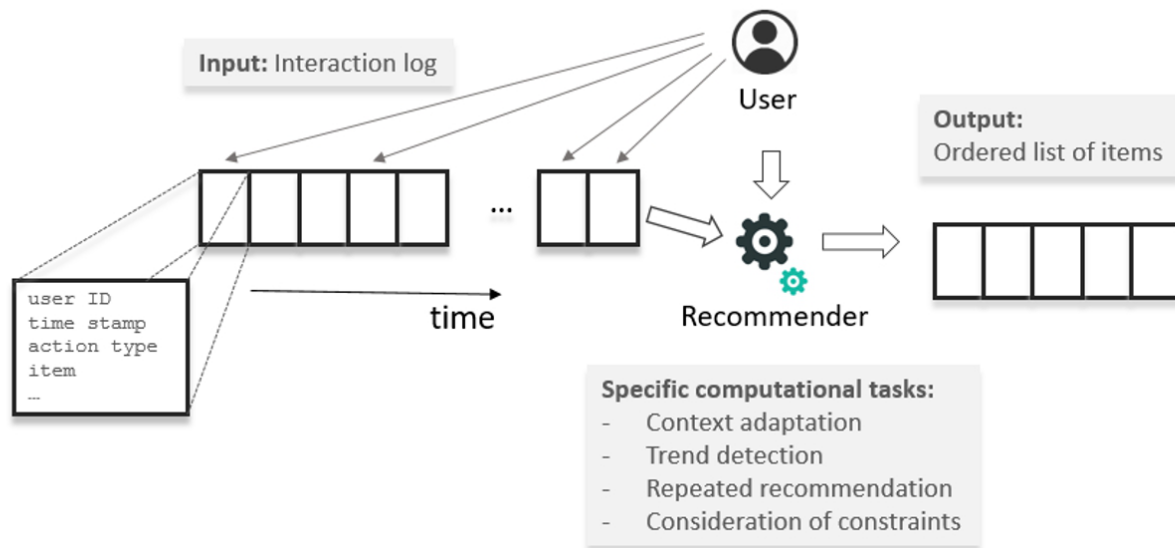 Input: Interaction log
User
Output:
Ordered list of items
...
user ID
time stamp
action type
item
…
time
Recommender
Specific computational tasks:
- Context adaptation
- Trend detection
- Repeated recommendation
- Consideration of constraints